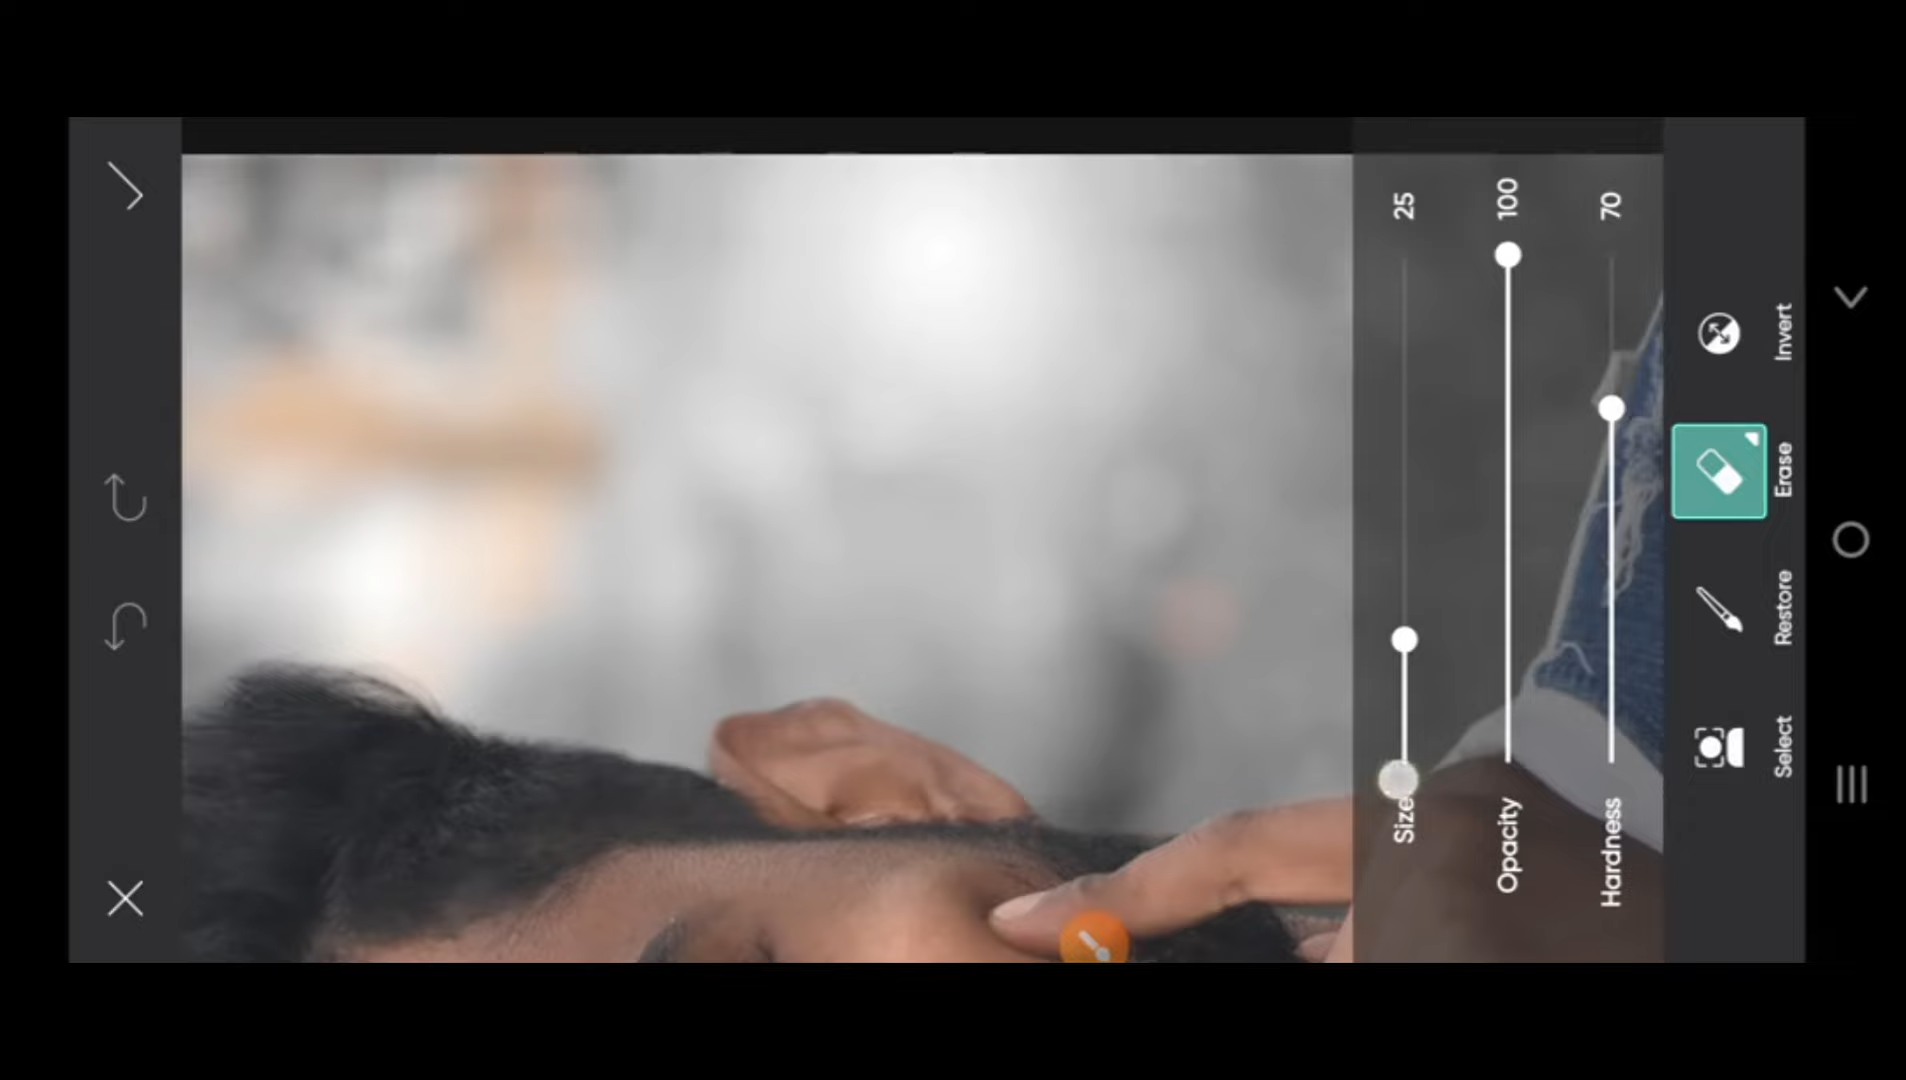 Size 25
Opacity 100
Hardness 70
Select
Restore
Erase
Invert